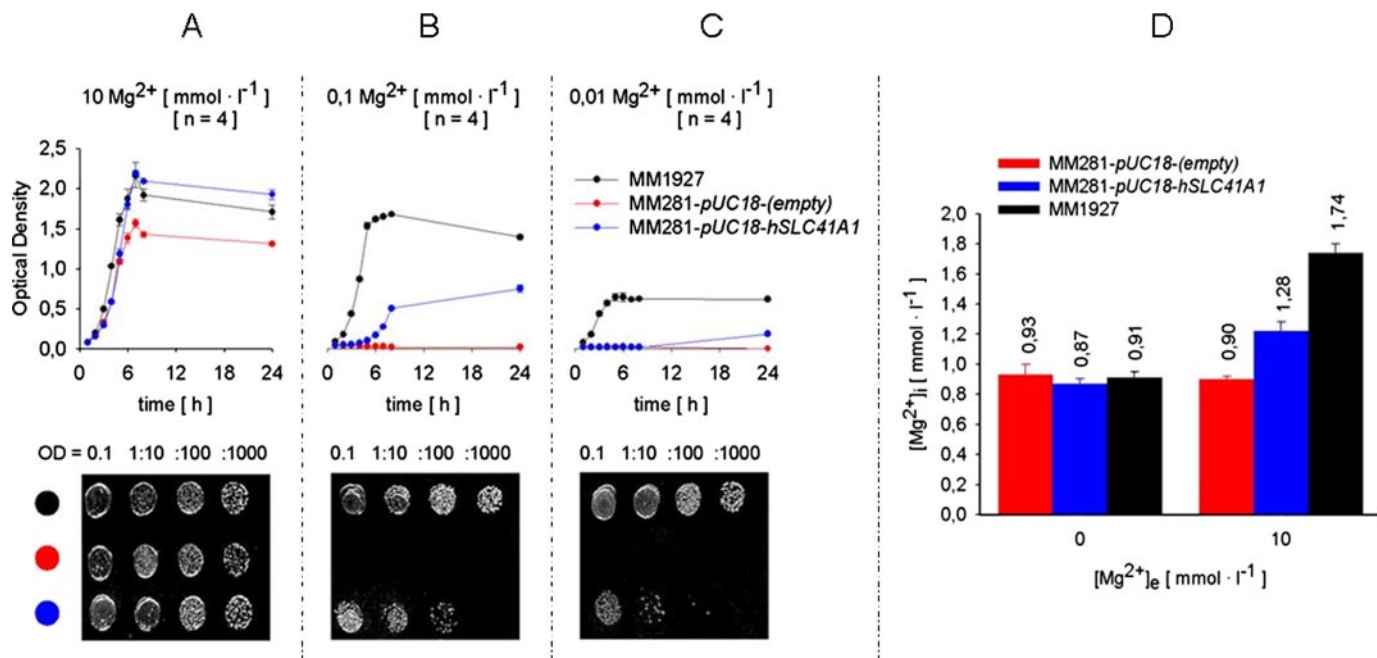 A
B
C
D
10 Mg2+ [ mmol · l-1 ]
[ n = 4 ]
0,1 Mg2+ [ mmol · l-1 ]
[ n = 4 ]
0,01 Mg2+ [ mmol · l-1 ]
[ n = 4 ]
Optical Density
2,5
2,0
1,5
1,0
0,5
0,0
0 6 12 18 24
time [ h ]
0 6 12 18 24
time [ h ]
MM1927
MM281-pUC18-(empty)
MM281-pUC18-hSLC41A1
0 6 12 18 24
time [ h ]
OD = 0.1 1:10 :100 :1000
0.1 1:10 :100 :1000
0.1 1:10 :100 :1000
MM281-pUC18-(empty)
MM281-pUC18-hSLC41A1
MM1927
[Mg2+]i [ mmol · l-1 ]
2,0
1,8
1,6
1,4
1,2
1,0
0,8
0,6
0,4
0,2
0,0
0,93
0,87
0,91
0,90
1,28
1,74
0 10
[Mg2+]e [ mmol · l-1 ]